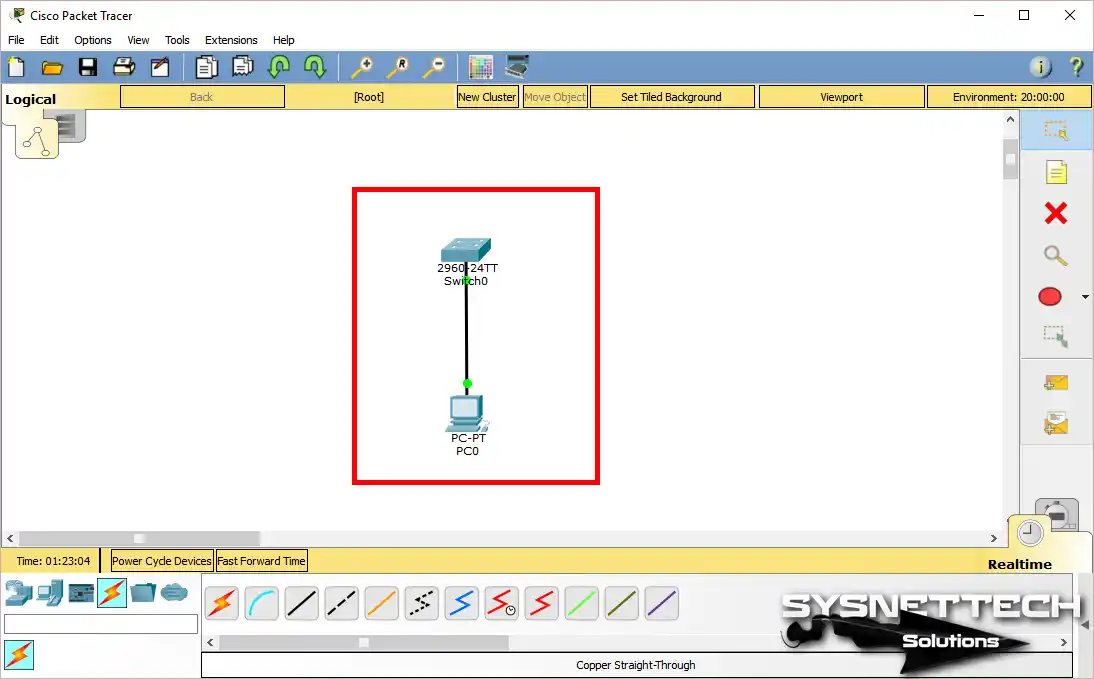 Cisco Packet Tracer
File Edit Options View Tools Extensions Help
R i ?
Logical Back [Root] New Cluster Move Object Set Tiled Background Viewport Environment: 20:00:00
2960-24TT
Switch0
PC-PT
PC0
Time: 01:23:04 Power Cycle Devices Fast Forward Time
Realtime
SYSNETTECH
Solutions
Copper Straight-Through